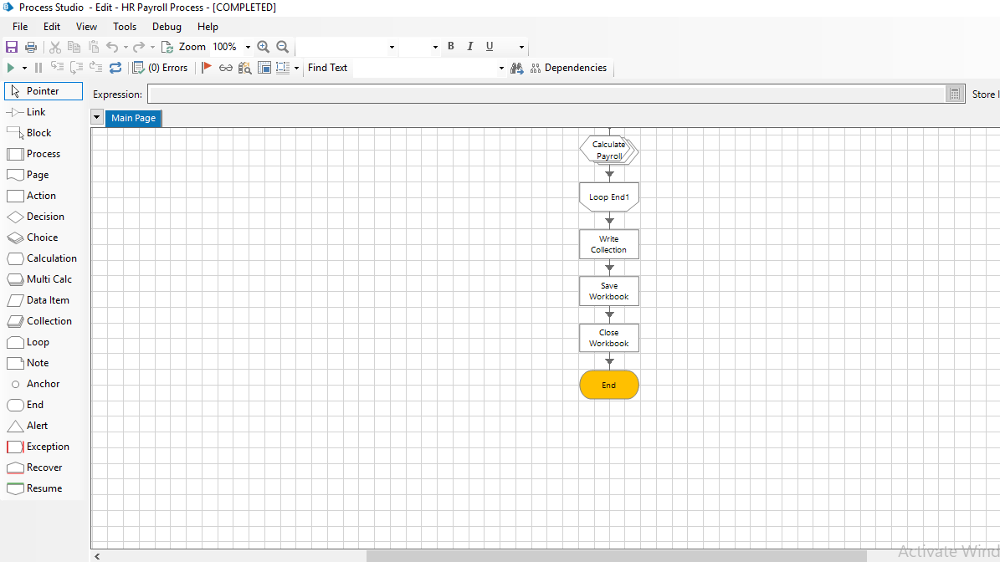 Process Studio - Edit - HR Payroll Process - [COMPLETED]
File Edit View Tools Debug Help
Zoom 100% B I U
(0) Errors Find Text Dependencies
Pointer
Expression:
Store I
Link
Main Page
Block
Process
Page
Action
Decision
Choice
Calculation
Multi Calc
Data Item
Collection
Loop
Note
Anchor
End
Alert
Exception
Recover
Resume
Calculate
Payroll
Loop End1
Write
Collection
Save
Workbook
Close
Workbook
End
Activate Wind